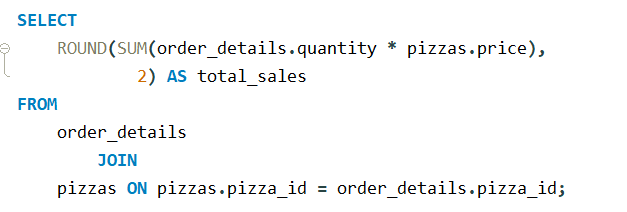 SELECT
ROUND(SUM(order_details.quantity * pizzas.price),
2) AS total_sales
FROM
order_details
JOIN
pizzas ON pizzas.pizza_id = order_details.pizza_id;